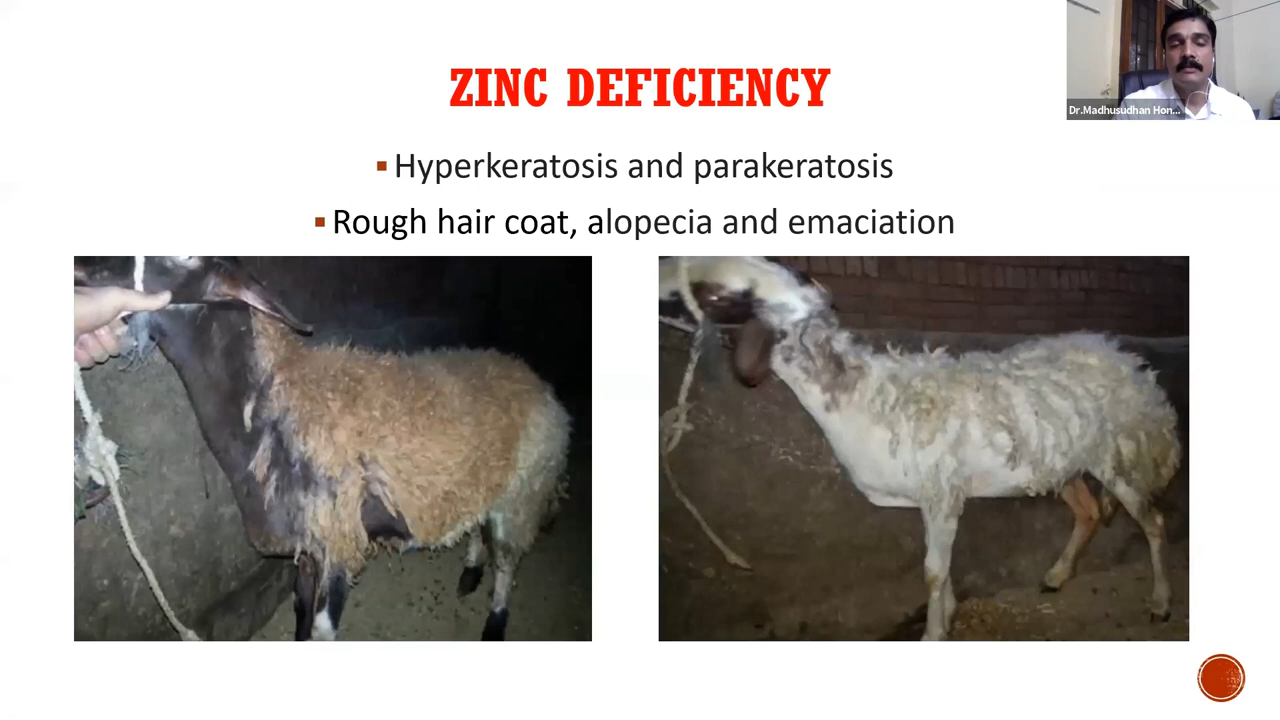 ZINC DEFICIENCY
▪Hyperkeratosis and parakeratosis
▪Rough hair coat, alopecia and emaciation
Dr.Madhusudhan Hon...